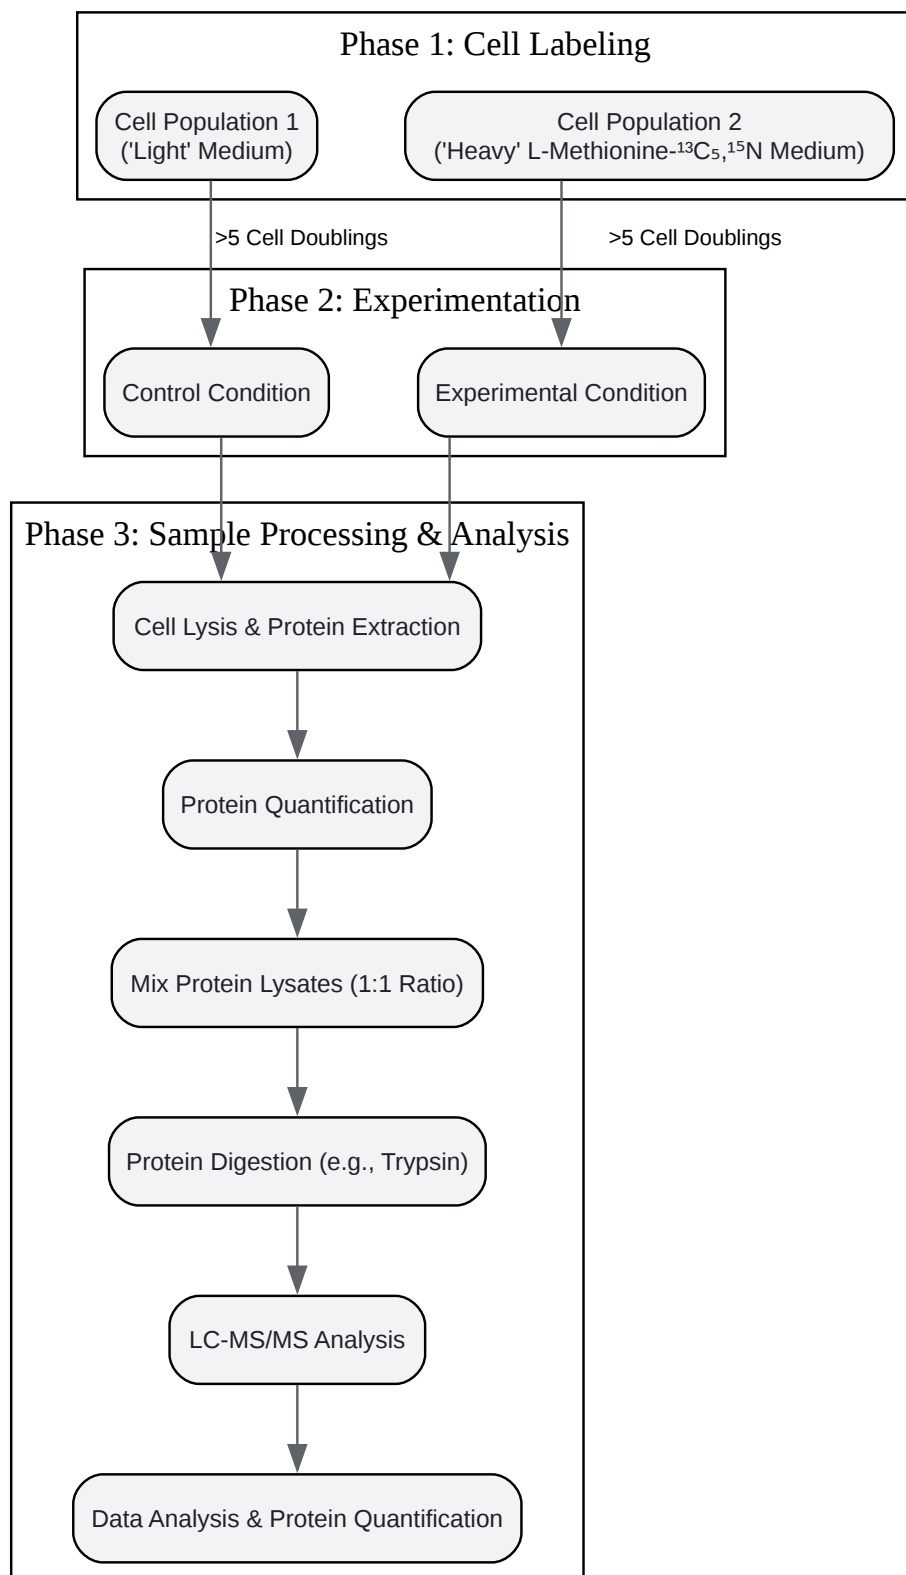 Phase 1: Cell Labeling
Cell Population 1
('Light' Medium)
Cell Population 2
('Heavy' L-Methionine-¹³C₅,¹⁵N Medium)
>5 Cell Doublings
>5 Cell Doublings
Phase 2: Experimentation
Control Condition
Experimental Condition
Phase 3: Sample Processing & Analysis
Cell Lysis & Protein Extraction
Protein Quantification
Mix Protein Lysates (1:1 Ratio)
Protein Digestion (e.g., Trypsin)
LC-MS/MS Analysis
Data Analysis & Protein Quantification